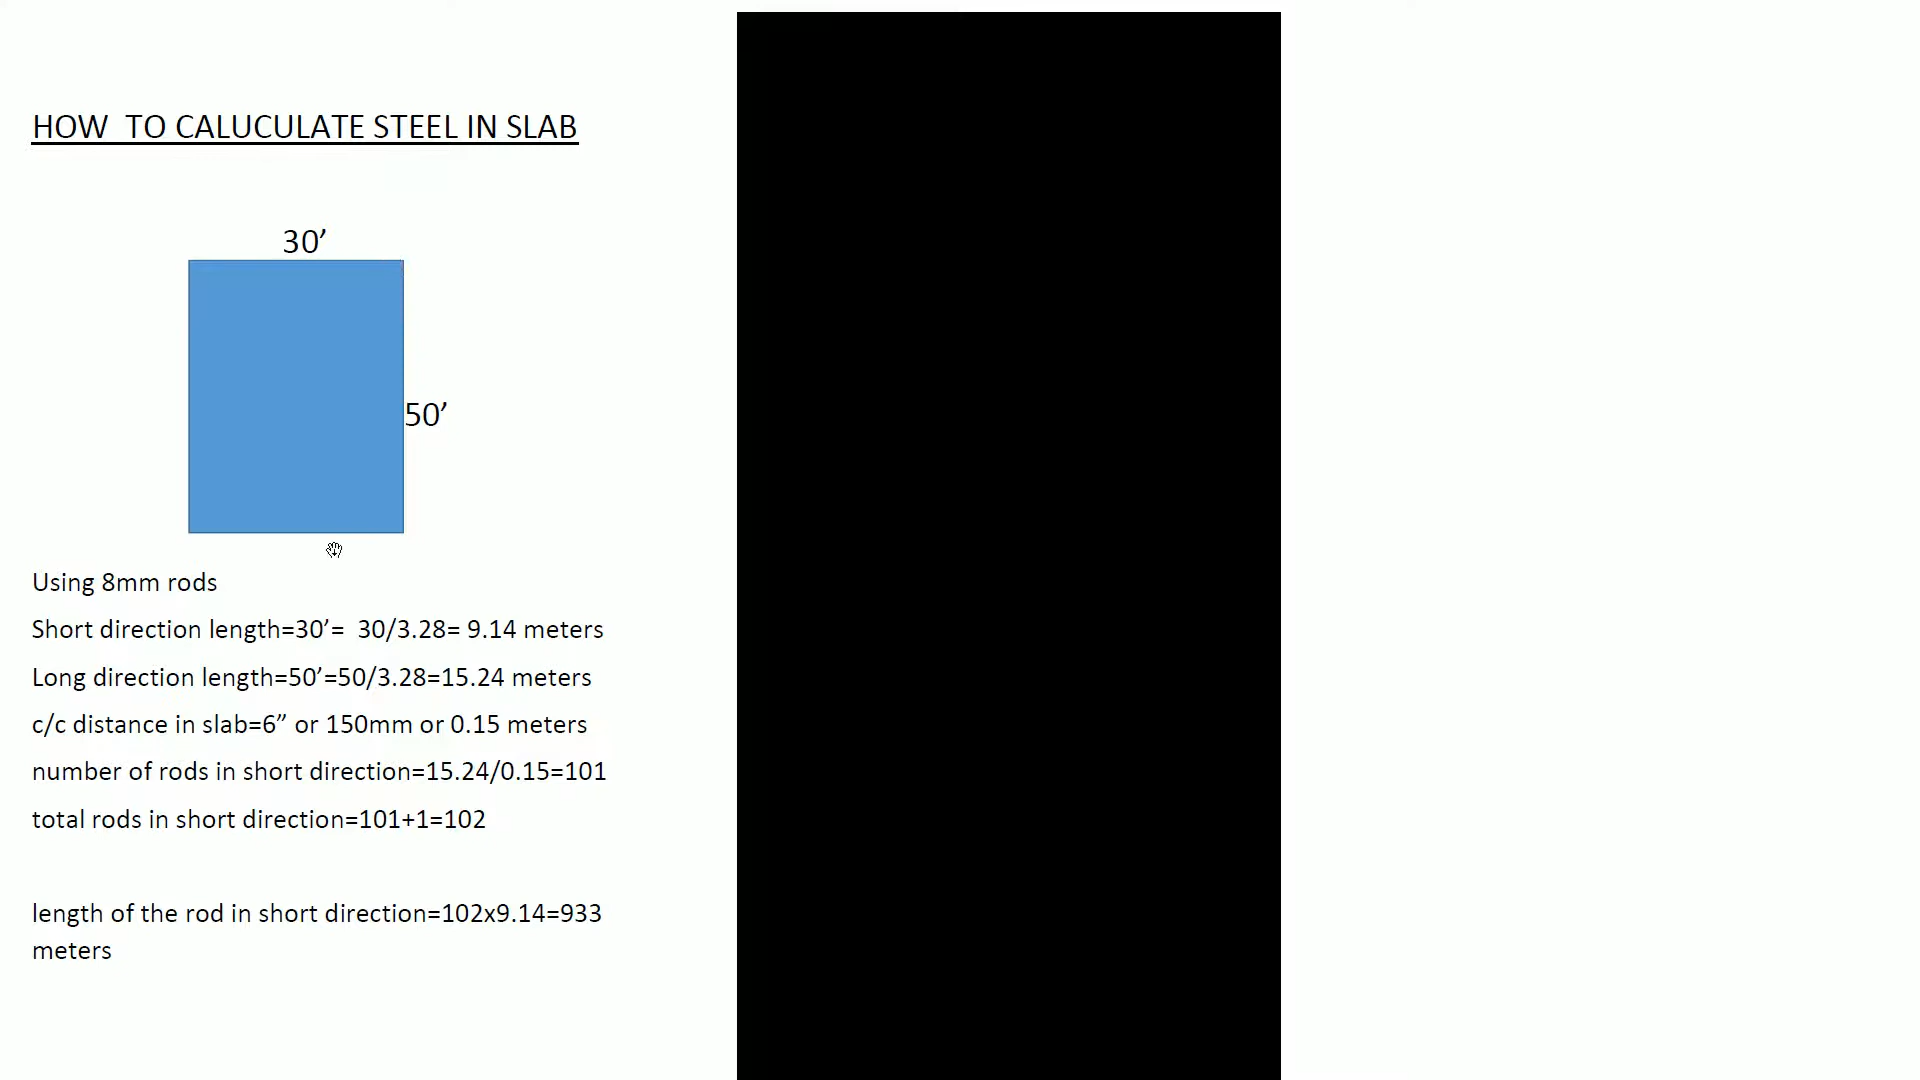 HOW TO CALUCULATE STEEL IN SLAB
30’
50’
Using 8mm rods
Short direction length=30’= 30/3.28= 9.14 meters
Long direction length=50’=50/3.28=15.24 meters
c/c distance in slab=6” or 150mm or 0.15 meters
number of rods in short direction=15.24/0.15=101
total rods in short direction=101+1=102
length of the rod in short direction=102x9.14=933
meters